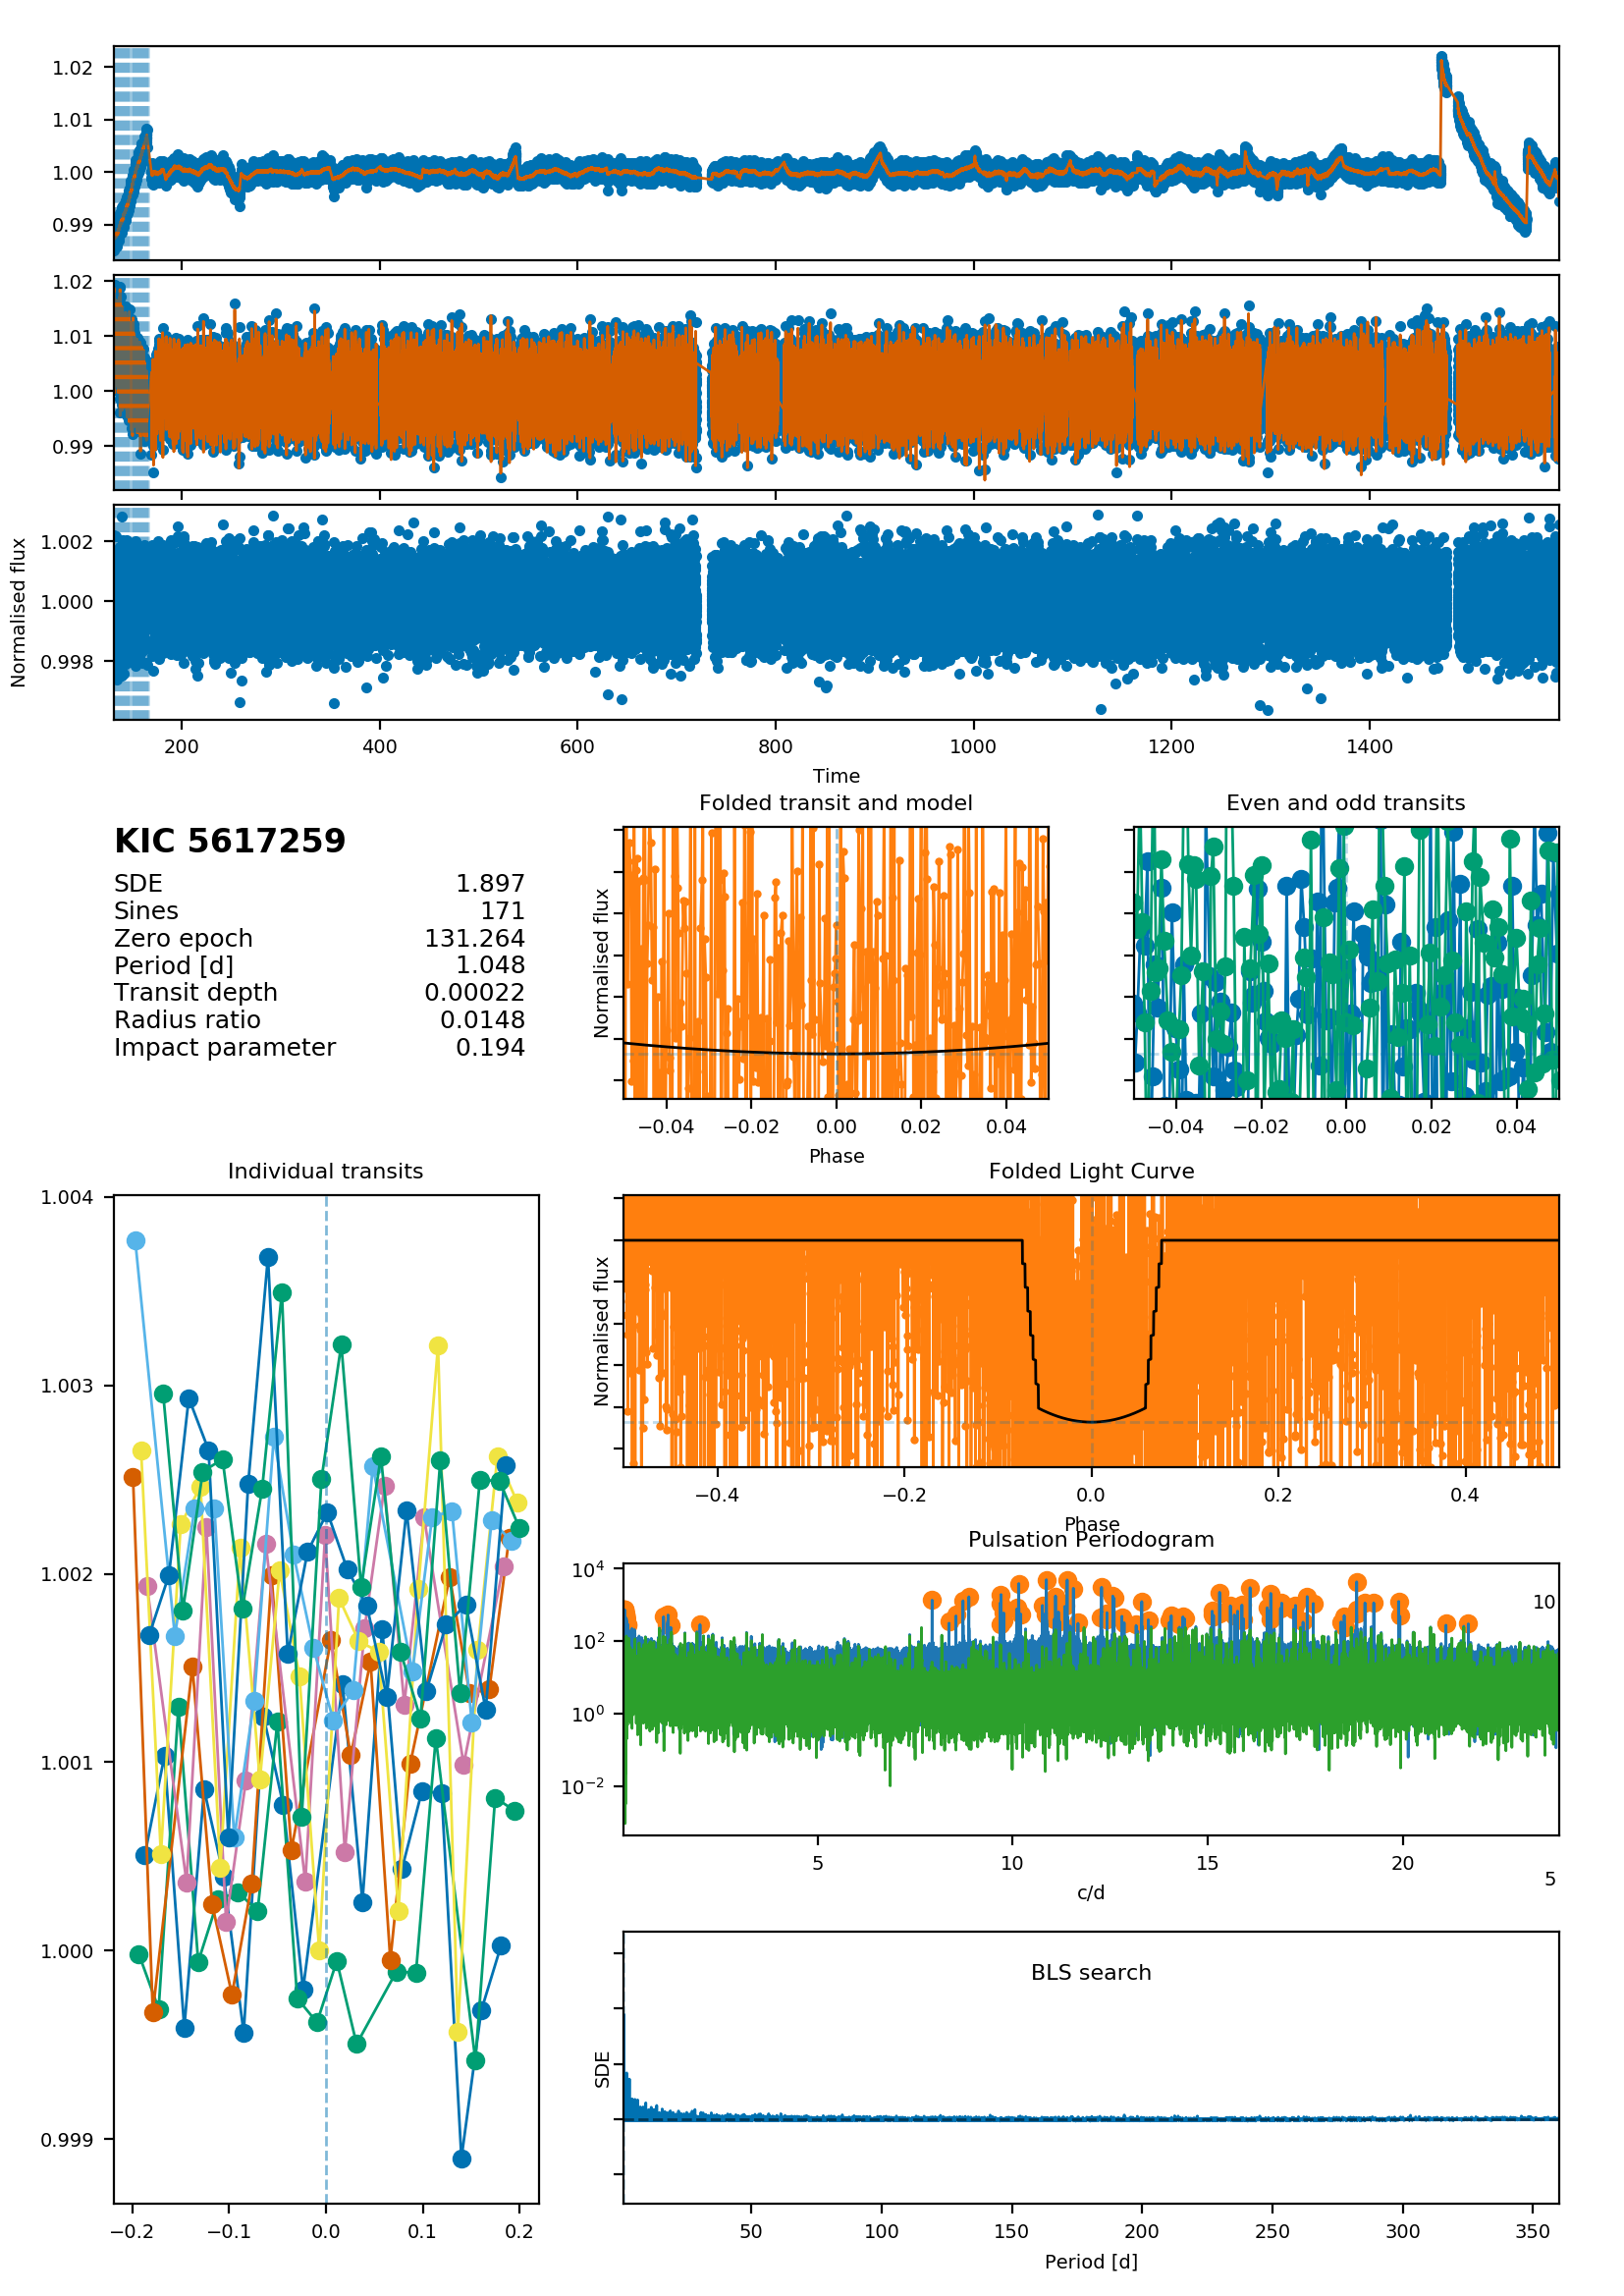 1.02
1.01
1.00
0.99
1.02
1.01
1.00
0.99
1.002
1.000
0.998
Normalised flux
200 400 600 800 1000 1200 1400
Time
KIC 5617259
SDE 1.897
Sines 171
Zero epoch 131.264
Period [d] 1.048
Transit depth 0.00022
Radius ratio 0.0148
Impact parameter 0.194
Folded transit and model
Normalised flux
−0.04 −0.02 0.00 0.02 0.04
Phase
Even and odd transits
−0.04 −0.02 0.00 0.02 0.04
Individual transits
1.004
1.003
1.002
1.001
1.000
0.999
−0.2 −0.1 0.0 0.1 0.2
Folded Light Curve
Normalised flux
−0.4 −0.2 0.0 0.2 0.4
Phase
Pulsation Periodogram
10⁴
10²
10⁰
10⁻²
10
5 10 15 20
5
c/d
BLS search
SDE
50 100 150 200 250 300 350
Period [d]